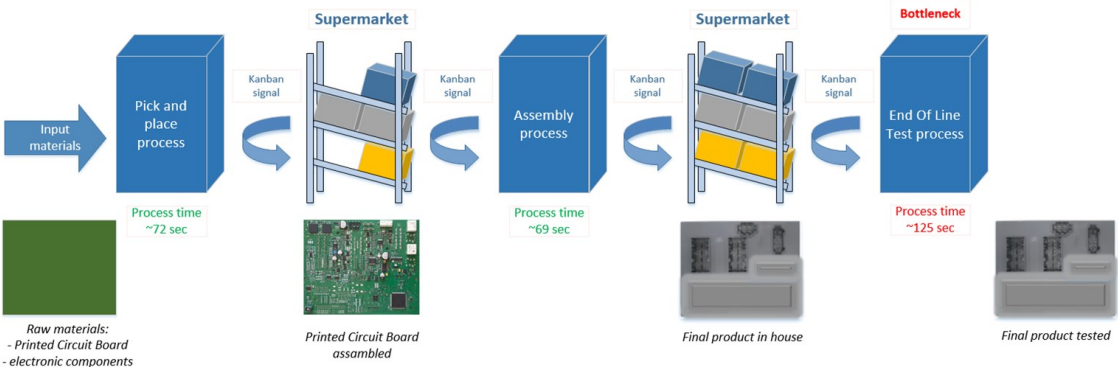 Supermarket
Supermarket
Bottleneck
Input
materials
Pick and
place
process
Kanban
signal
Kanban
signal
Assembly
process
Kanban
signal
Kanban
signal
End Of Line
Test process
Process time
~72 sec
Process time
~69 sec
Process time
~125 sec
Raw materials:
- Printed Circuit Board
- electronic components
Printed Circuit Board
assambled
Final product in house
Final product tested